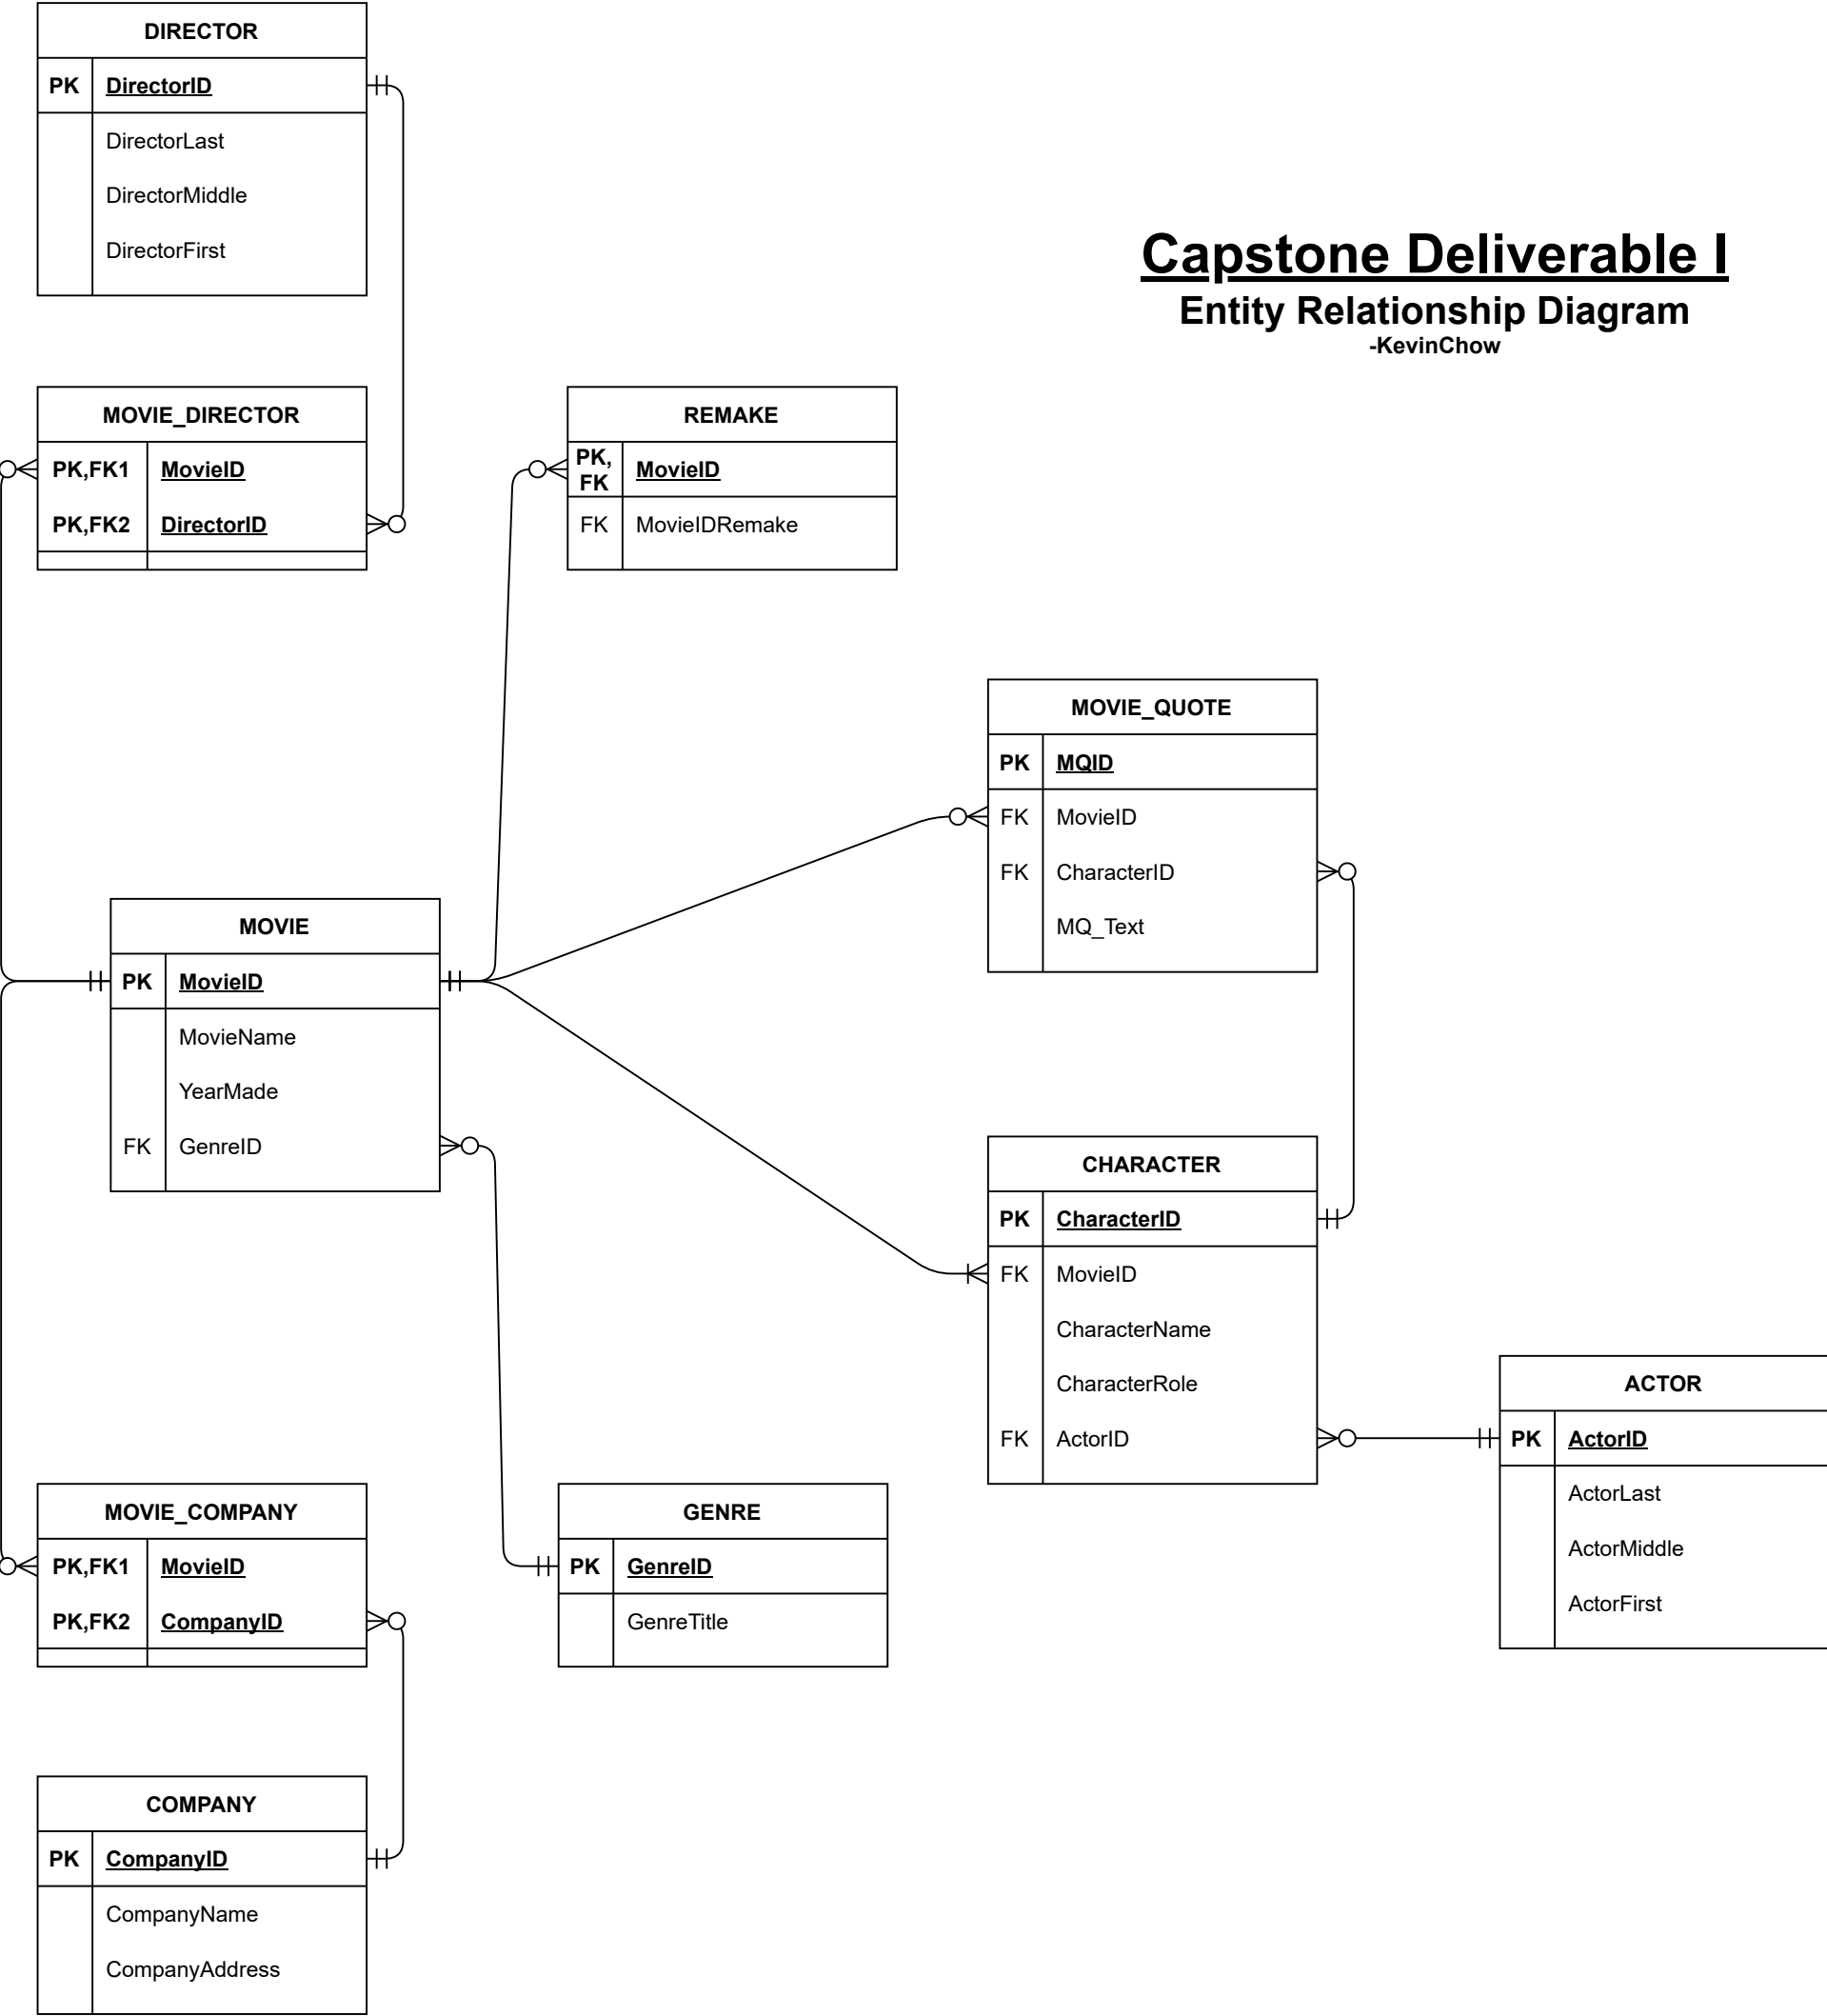 DIRECTOR
PK DirectorID
DirectorLast
DirectorMiddle
DirectorFirst
Capstone Deliverable I
Entity Relationship Diagram
-KevinChow
MOVIE_DIRECTOR
PK,FK1 MovieID
PK,FK2 DirectorID
REMAKE
PK,
FK MovieID
FK MovieIDRemake
MOVIE_QUOTE
PK MQID
FK MovieID
FK CharacterID
MQ_Text
MOVIE
PK MovieID
MovieName
YearMade
FK GenreID
CHARACTER
PK CharacterID
FK MovieID
CharacterName
CharacterRole
FK ActorID
ACTOR
PK ActorID
ActorLast
ActorMiddle
ActorFirst
MOVIE_COMPANY
PK,FK1 MovieID
PK,FK2 CompanyID
GENRE
PK GenreID
GenreTitle
COMPANY
PK CompanyID
CompanyName
CompanyAddress